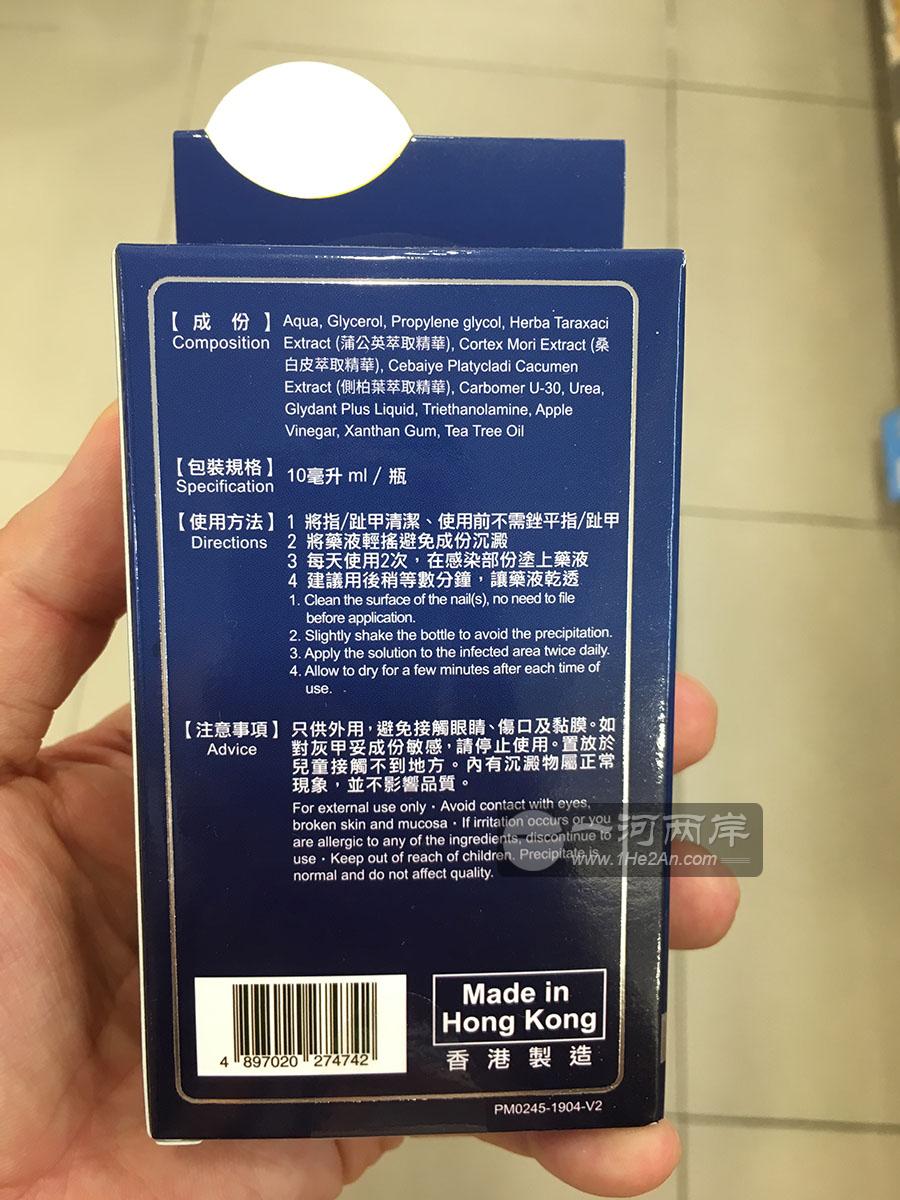 【成份】 Aqua, Glycerol, Propylene glycol, Herba Taraxaci
Composition Extract (蒲公英萃取精華), Cortex Mori Extract (桑
白皮萃取精華), Cebaiye Platycladi Cacumen
Extract (側柏葉萃取精華), Carbomer U-30, Urea,
Glydant Plus Liquid, Triethanolamine, Apple
Vinegar, Xanthan Gum, Tea Tree Oil
【包裝規格】 10毫升 ml / 瓶
Specification
【使用方法】 1 將指/趾甲清潔、使用前不需銼平指/趾甲
Directions 2 將藥液輕搖避免成份沉澱
3 每天使用2次，在感染部份塗上藥液
4 建議用後稍等數分鐘，讓藥液乾透
1. Clean the surface of the nail(s), no need to file
before application.
2. Slightly shake the bottle to avoid the precipitation.
3. Apply the solution to the infected area twice daily.
4. Allow to dry for a few minutes after each time of
use.
【注意事項】 只供外用，避免接觸眼睛、傷口及黏膜。如
Advice 對灰甲妥成份敏感，請停止使用。置放於
兒童接觸不到地方。內有沉澱物屬正常
現象，並不影響品質。
For external use only・Avoid contact with eyes,
broken skin and mucosa・If irritation occurs or you
are allergic to any of the ingredients, discontinue to
use・Keep out of reach of children. Precipitate is
normal and do not affect quality.
一河两岸
www.1He2An.com
4 897020 274742
Made in
Hong Kong
香港製造
PM0245-1904-V2